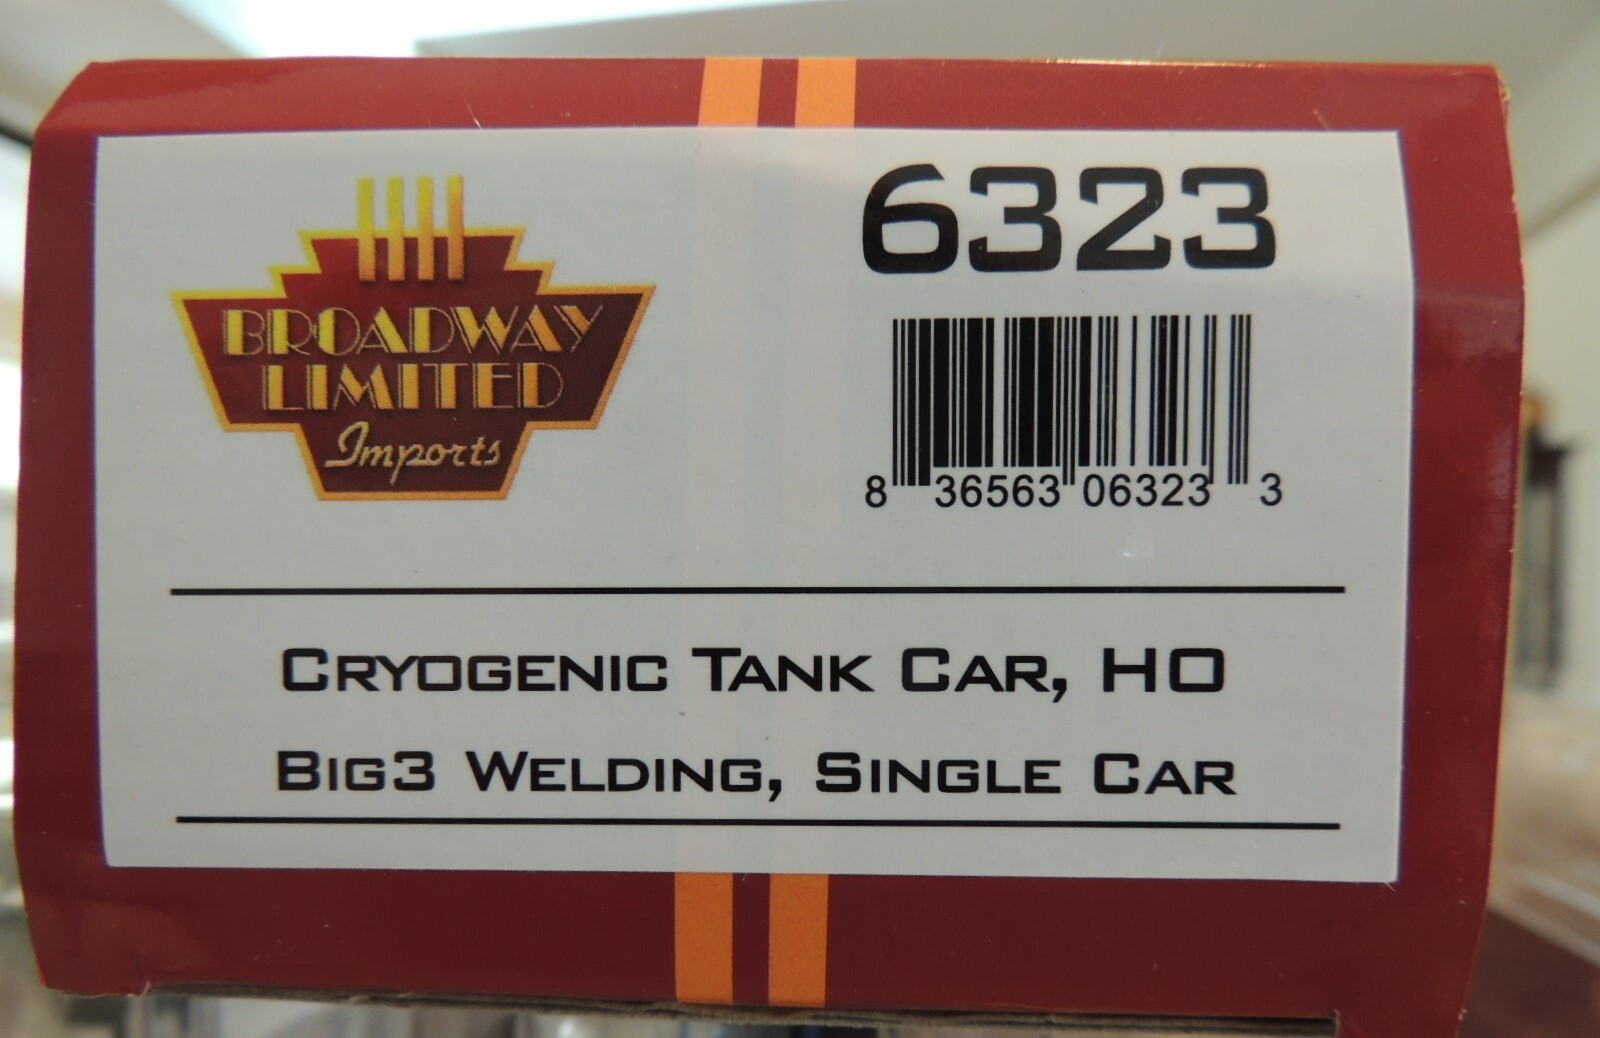 BROADWAY
LIMITED
Imports
6323
8 36563 06323 3
CRYOGENIC TANK CAR, HO
BIG3 WELDING, SINGLE CAR